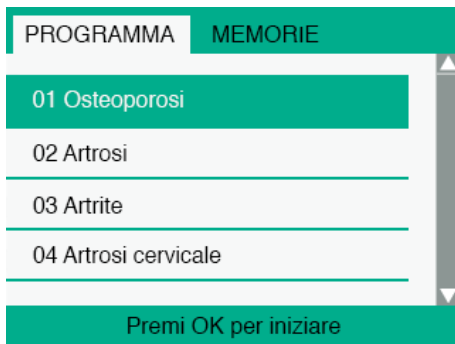 PROGRAMMA MEMORIE
01 Osteoporosi
02 Artrosi
03 Artrite
04 Artrosi cervicale
Premi OK per iniziare